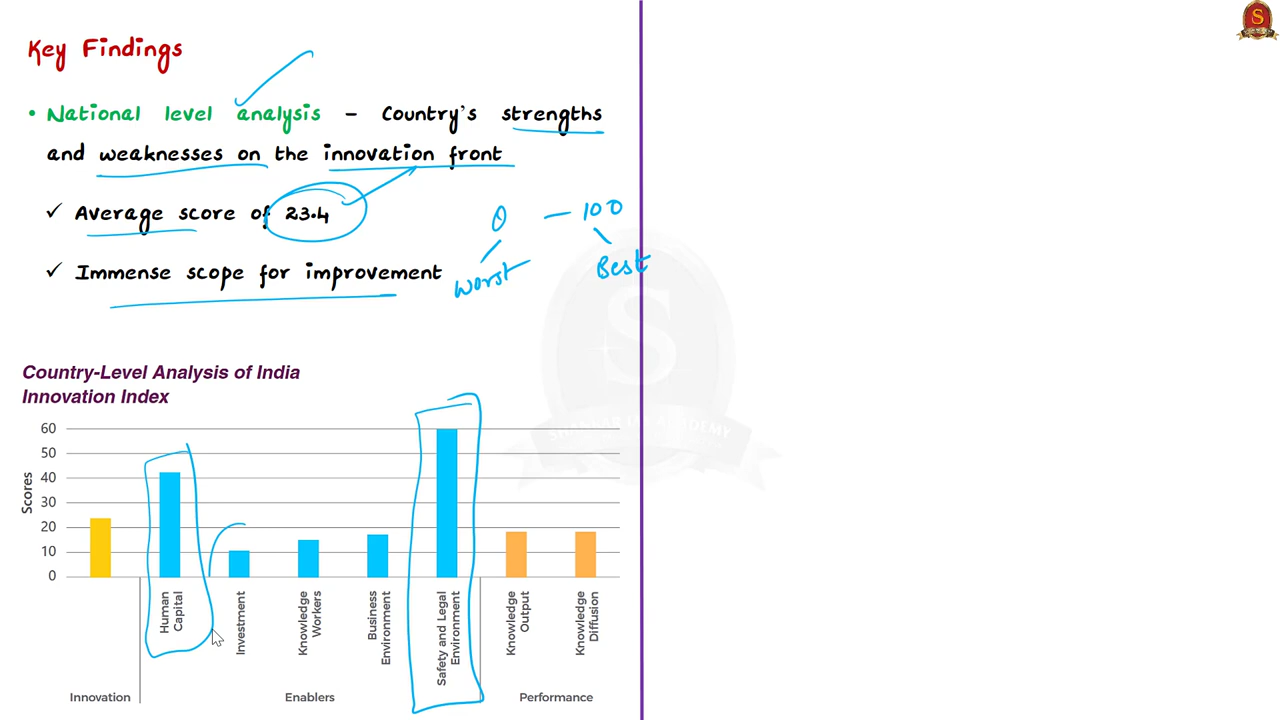 Key Findings
• National level analysis – Country's strengths
and weaknesses on the innovation front
✓ Average score of 23.4
0 – 100
Worst Best
✓ Immense scope for improvement
Country-Level Analysis of India
Innovation Index
60
50
40
30
20
10
0
Scores
Human
Capital
Investment
Knowledge
Workers
Business
Environment
Safety and Legal
Environment
Knowledge
Output
Knowledge
Diffusion
Innovation Enablers Performance
S
S